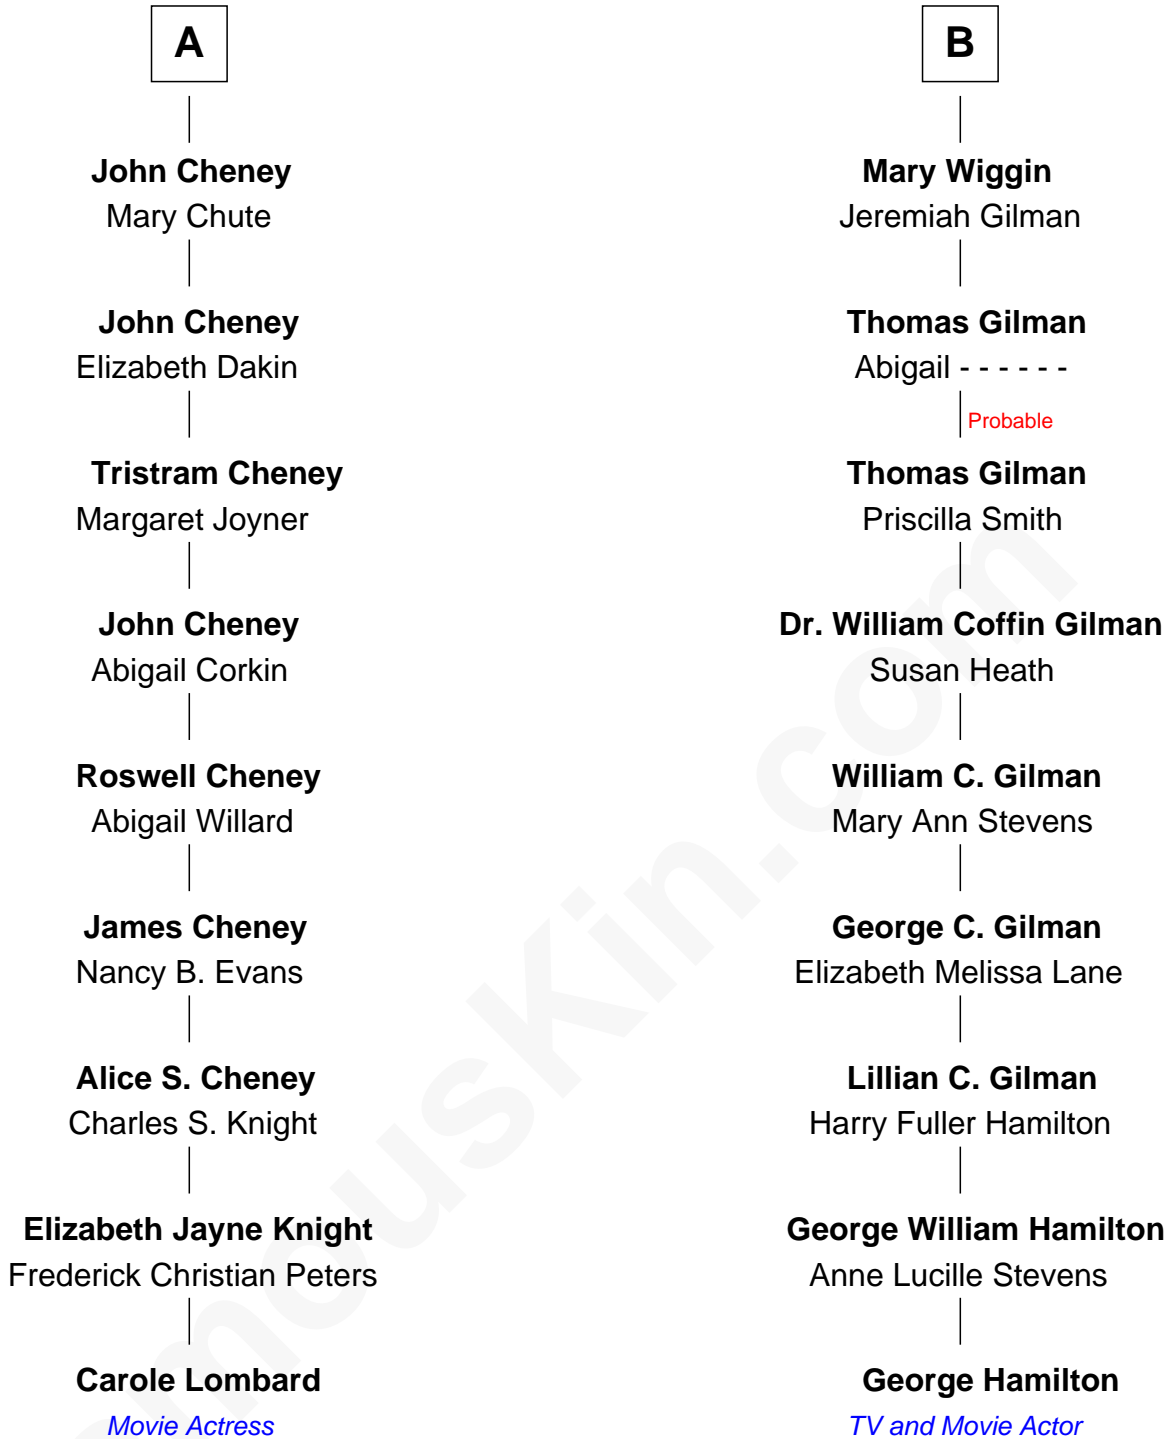 A
John Cheney
Mary Chute
John Cheney
Elizabeth Dakin
Tristram Cheney
Margaret Joyner
John Cheney
Abigail Corkin
Roswell Cheney
Abigail Willard
James Cheney
Nancy B. Evans
Alice S. Cheney
Charles S. Knight
Elizabeth Jayne Knight
Frederick Christian Peters
Carole Lombard
Movie Actress
B
Mary Wiggin
Jeremiah Gilman
Thomas Gilman
Abigail - - - - - -
Probable
Thomas Gilman
Priscilla Smith
Dr. William Coffin Gilman
Susan Heath
William C. Gilman
Mary Ann Stevens
George C. Gilman
Elizabeth Melissa Lane
Lillian C. Gilman
Harry Fuller Hamilton
George William Hamilton
Anne Lucille Stevens
George Hamilton
TV and Movie Actor
mouskin.com